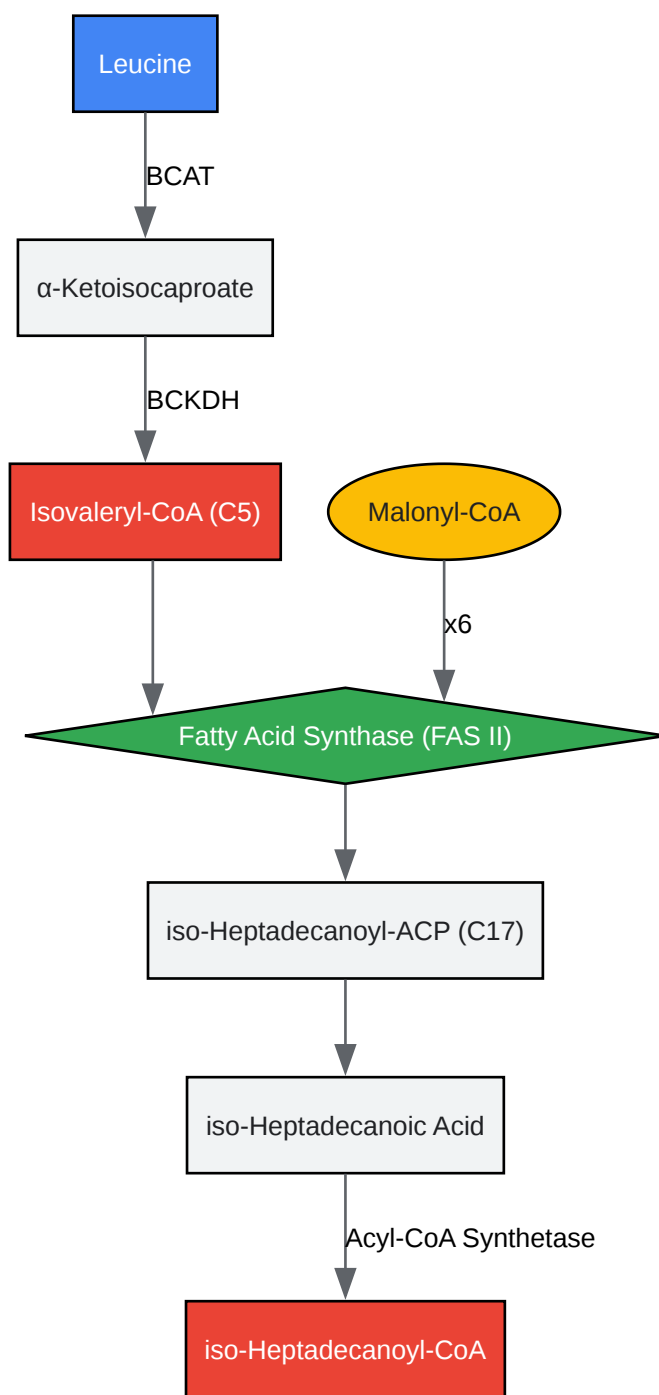 Leucine
BCAT
α-Ketoisocaproate
BCKDH
Isovaleryl-CoA (C5)
Malonyl-CoA
x6
Fatty Acid Synthase (FAS II)
iso-Heptadecanoyl-ACP (C17)
iso-Heptadecanoic Acid
Acyl-CoA Synthetase
iso-Heptadecanoyl-CoA